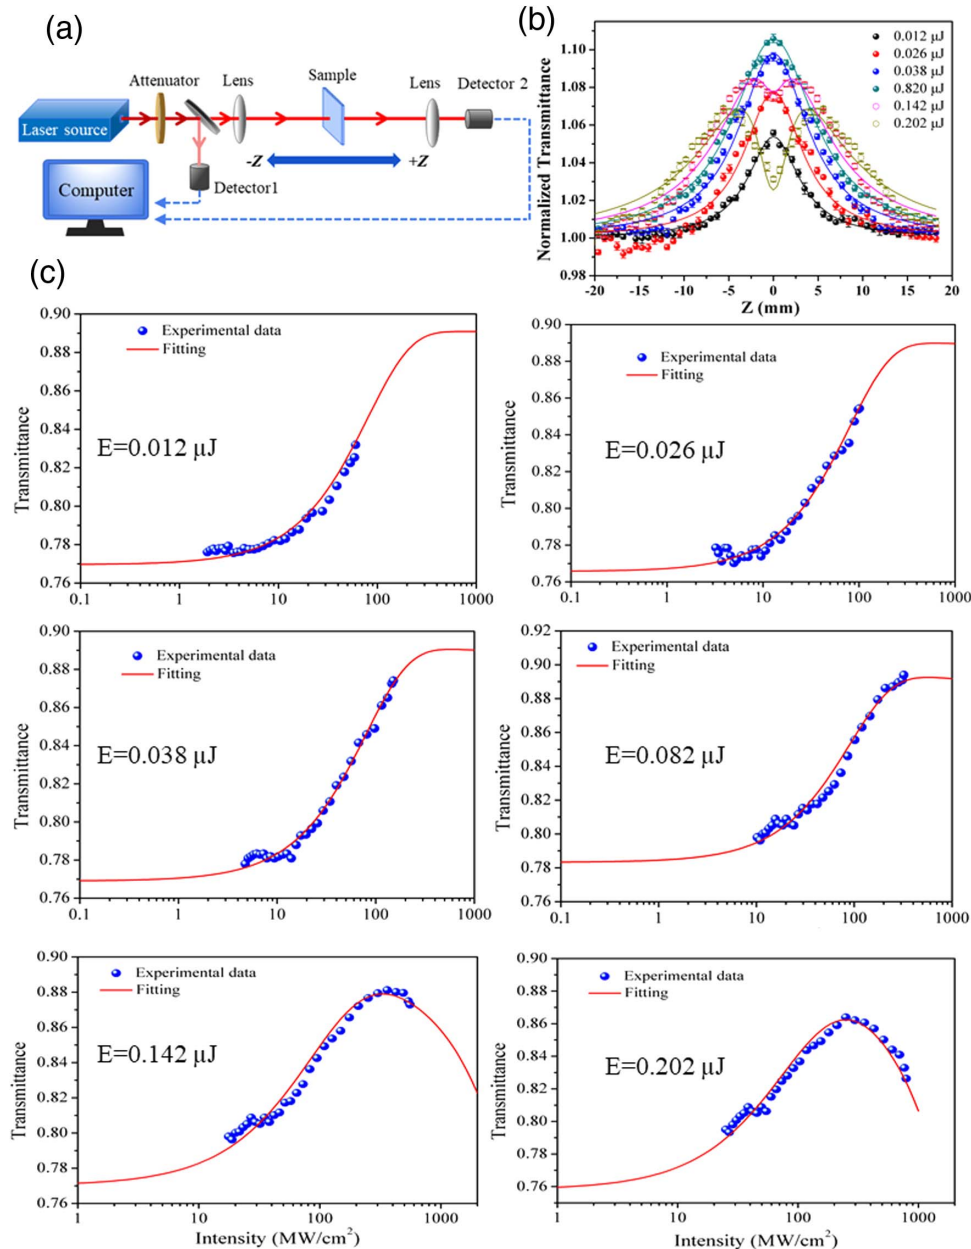 (a)
Attenuator
Lens
Sample
Lens
Detector 2
Laser source
-Z
+Z
Computer
Detector1
(b)
Normalized Transmittance
1.10
1.08
1.06
1.04
1.02
1.00
0.98
0.012 µJ
0.026 µJ
0.038 µJ
0.820 µJ
0.142 µJ
0.202 µJ
-20 -15 -10 -5 0 5 10 15 20
Z (mm)
(c)
Transmittance
0.90
0.88
0.86
0.84
0.82
0.80
0.78
0.76
Experimental data
Fitting
E=0.012 µJ
0.1 1 10 100 1000
Transmittance
0.90
0.88
0.86
0.84
0.82
0.80
0.78
0.76
Experimental data
Fitting
E=0.026 µJ
0.1 1 10 100 1000
Transmittance
0.90
0.88
0.86
0.84
0.82
0.80
0.78
0.76
Experimental data
Fitting
E=0.038 µJ
0.1 1 10 100 1000
Transmittance
0.92
0.90
0.88
0.86
0.84
0.82
0.80
0.78
0.76
Experimental data
Fitting
E=0.082 µJ
0.1 1 10 100 1000
Transmittance
0.90
0.88
0.86
0.84
0.82
0.80
0.78
0.76
Experimental data
Fitting
E=0.142 µJ
1 10 100 1000
Intensity (MW/cm²)
Transmittance
0.90
0.88
0.86
0.84
0.82
0.80
0.78
0.76
Experimental data
Fitting
E=0.202 µJ
1 10 100 1000
Intensity (MW/cm²)